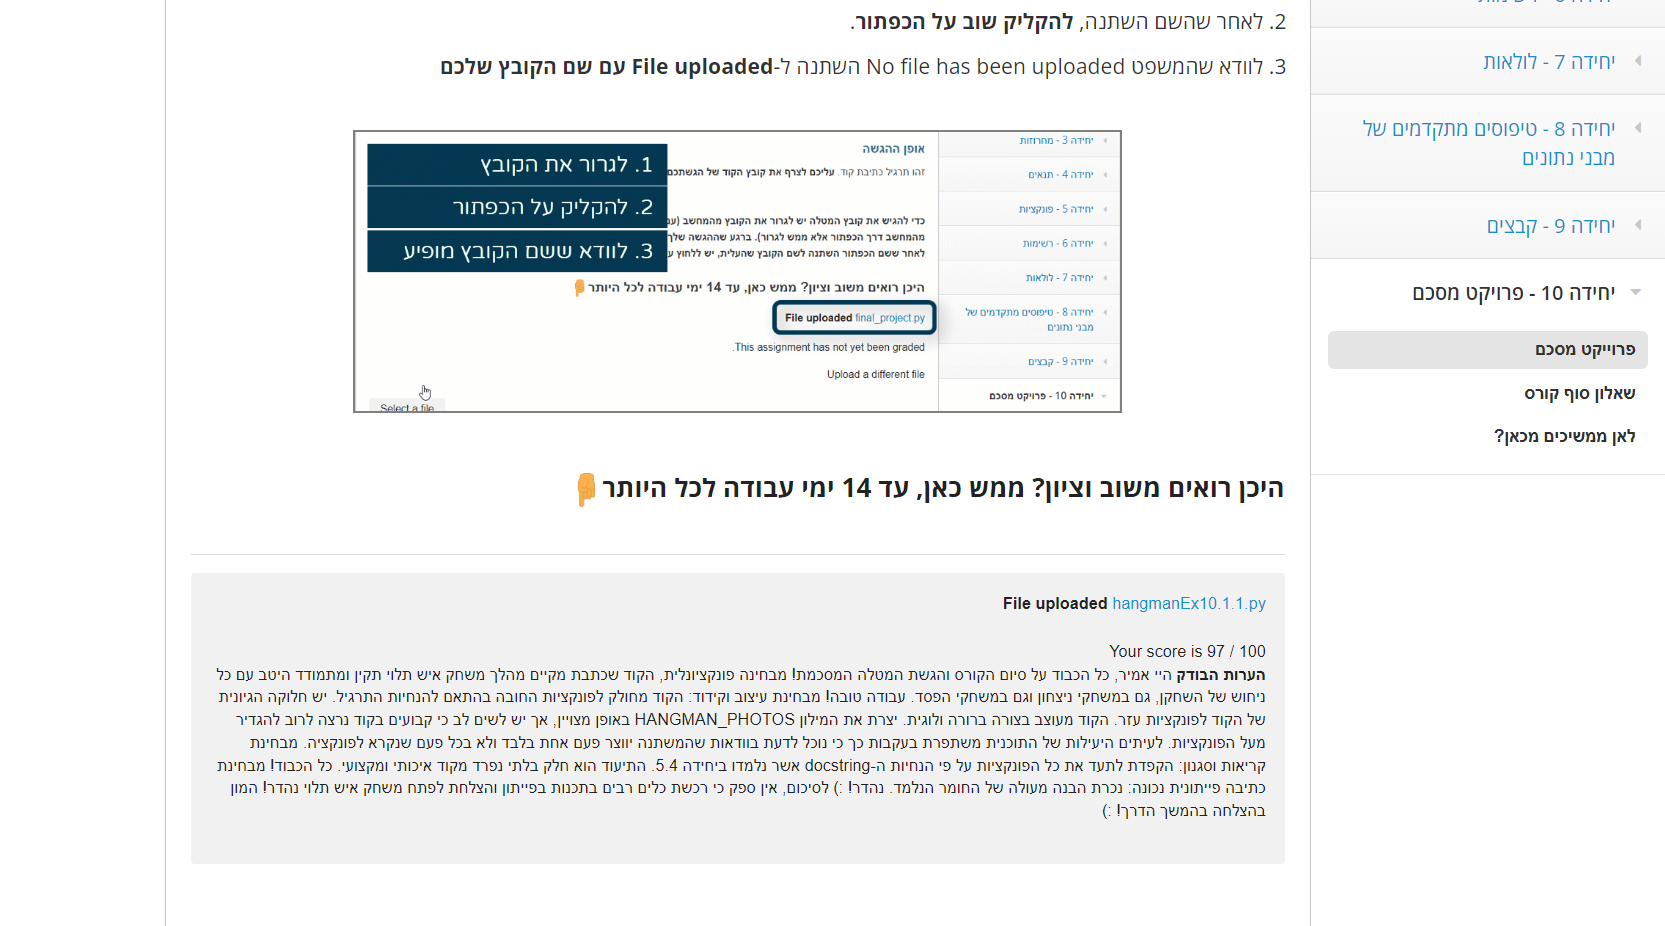 2. לאחר שהשם השתנה, להקליק שוב על הכפתור.
3. לוודא שהמשפט No file has been uploaded השתנה ל-File uploaded עם שם הקובץ שלכם
יחידה 7 - לולאות
יחידה 8 - טיפוסים מתקדמים של
מבני נתונים
יחידה 9 - קבצים
יחידה 10 - פרויקט מסכם
פרוייקט מסכם
שאלון סוף קורס
לאן ממשיכים מכאן?
יחידה 3 - מחרוזות
יחידה 4 - תנאים
יחידה 5 - פונקציות
יחידה 6 - רשימות
יחידה 7 - לולאות
יחידה 8 - טיפוסים מתקדמים של
מבני נתונים
יחידה 9 - קבצים
יחידה 10 - פרויקט מסכם
אופן ההגשה
זהו תרגיל כתיבת קוד. עליכם לצרף את קובץ הקוד של הגשתכם
1. לגרור את הקובץ
2. להקליק על הכפתור
3. לוודא ששם הקובץ מופיע
כדי להגיש את קובץ המטלה יש לגרור את הקובץ מהמחשב
מהמחשב דרך הכפתור אלא ממש לגרור). ברגע שההגשה שלך
לאחר ששם הכפתור השתנה לשם הקובץ שהעלית, יש ללחוץ
היכן רואים משוב וציון? ממש כאן, עד 14 ימי עבודה לכל היותר👇
File uploaded final_project.py
This assignment has not yet been graded.
Upload a different file
Select a file
היכן רואים משוב וציון? ממש כאן, עד 14 ימי עבודה לכל היותר👇
File uploaded hangmanEx10.1.1.py
Your score is 97 / 100
הערות הבודק היי אמיר, כל הכבוד על סיום הקורס והגשת המטלה המסכמת! מבחינה פונקציונלית, הקוד שכתבת מקיים מהלך משחק איש תלוי תקין ומתמודד היטב עם כל
ניחוש של השחקן, גם במשחקי ניצחון וגם במשחקי הפסד. עבודה טובה! מבחינת עיצוב וקידוד: הקוד מחולק לפונקציות החובה בהתאם להנחיות התרגיל. יש חלוקה הגיונית
של הקוד לפונקציות עזר. הקוד מעוצב בצורה ברורה ולוגית. יצרת את המילון HANGMAN_PHOTOS באופן מצויין, אך יש לשים לב כי קבועים בקוד נרצה לרוב להגדיר
מעל הפונקציות. לעיתים היעילות של התוכנית משתפרת בעקבות כך כי נוכל לדעת בוודאות שהמשתנה יווצר פעם אחת בלבד ולא בכל פעם שנקרא לפונקציה. מבחינת
קריאות וסגנון: הקפדת לתעד את כל הפונקציות על פי הנחיות ה-docstring אשר נלמדו ביחידה 5.4. התיעוד הוא חלק בלתי נפרד מקוד איכותי ומקצועי. כל הכבוד! מבחינת
כתיבה פייתונית נכונה: נכרת הבנה מעולה של החומר הנלמד. נהדר! :) לסיכום, אין ספק כי רכשת כלים רבים בתכנות בפייתון והצלחת לפתח משחק איש תלוי נהדר! המון
בהצלחה בהמשך הדרך! :)